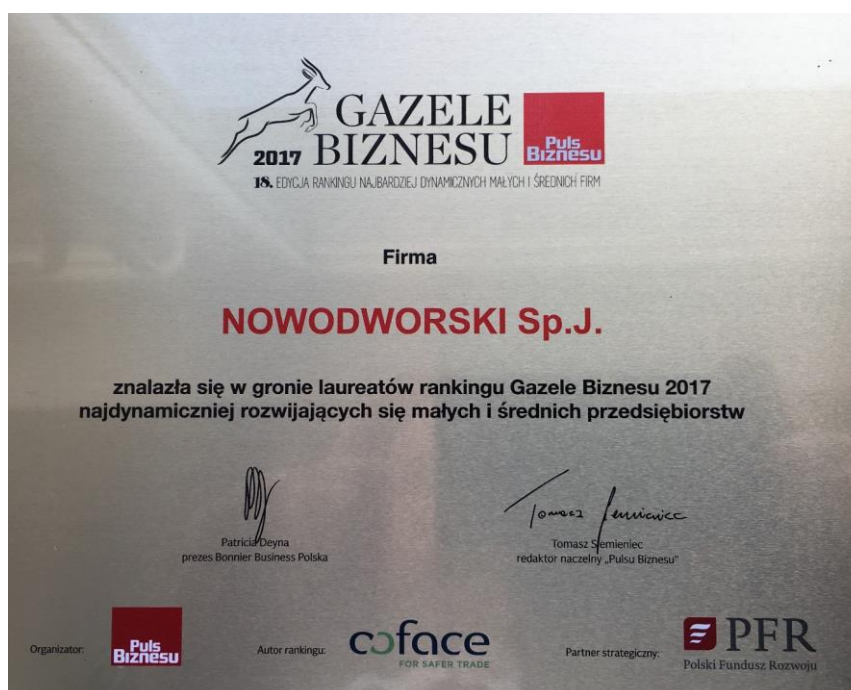 GAZELE
2017 BIZNESU
Puls
Biznesu
18. EDYCJA RANKINGU NAJBARDZIEJ DYNAMICZNYCH MAŁYCH I ŚREDNICH FIRM
Firma
NOWODWORSKI Sp.J.
znalazła się w gronie laureatów rankingu Gazele Biznesu 2017
najdynamiczniej rozwijających się małych i średnich przedsiębiorstw
Patricia Deyna
prezes Bonnier Business Polska
Tomasz Siemieniec
Tomasz Siemieniec
redaktor naczelny „Pulsu Biznesu”
Organizator:
Puls
Biznesu
Autor rankingu:
coface
FOR SAFER TRADE
Partner strategiczny:
PFR
Polski Fundusz Rozwoju